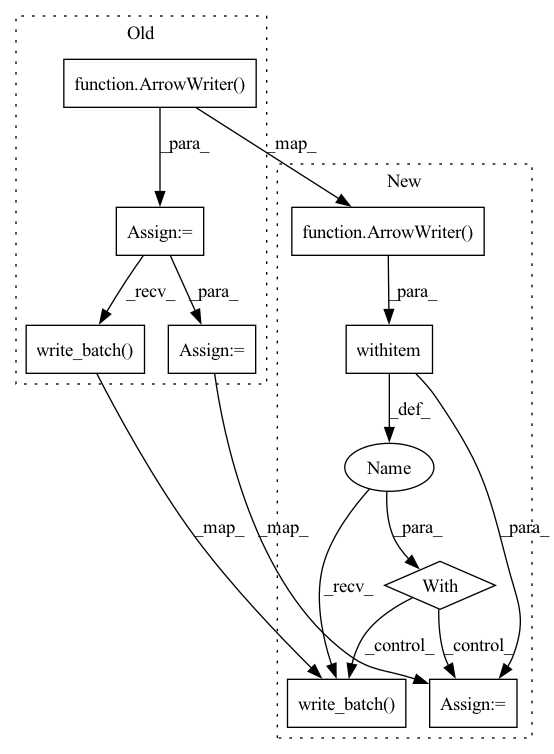 Old
function.ArrowWriter()
_para_
_map_
New
Assign:=
function.ArrowWriter()
_recv_
_para_
_para_
write_batch()
Assign:=
withitem
_def_
Name
_map_
_map_
_para_
_para_
With
_recv_
_control_
_control_
write_batch()
Assign:=